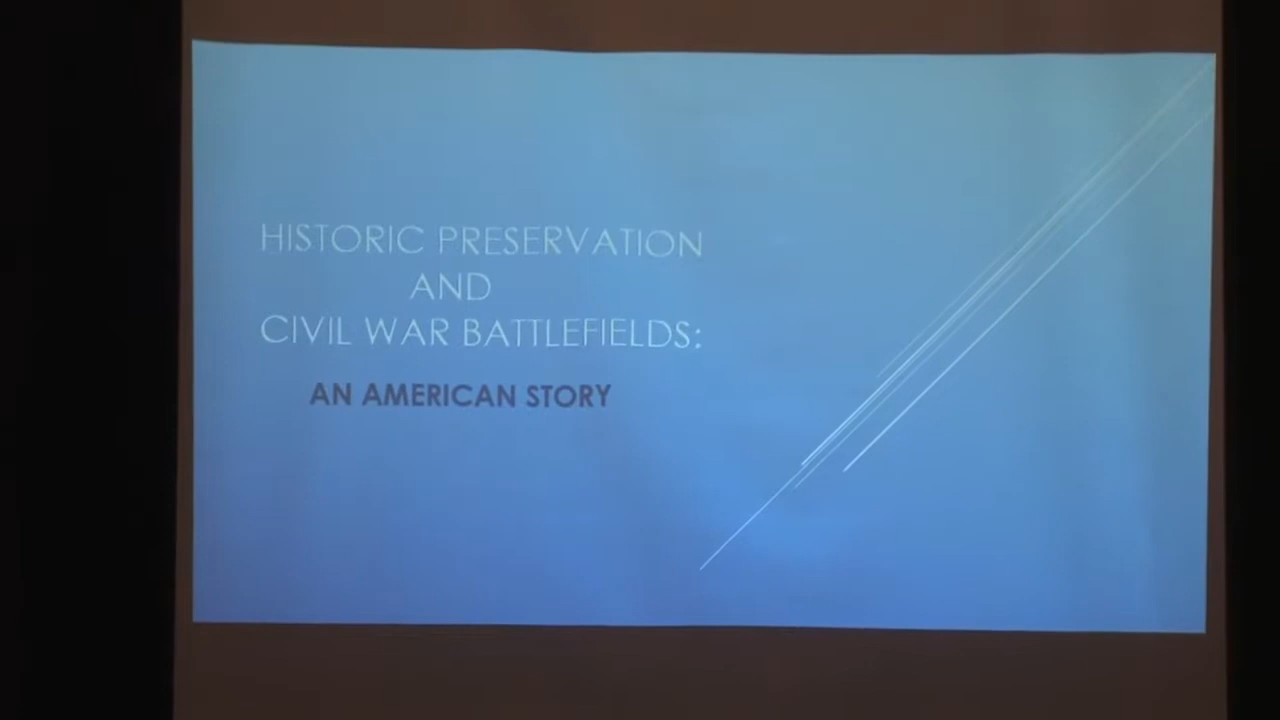 HISTORIC PRESERVATION
AND
CIVIL WAR BATTLEFIELDS:
AN AMERICAN STORY